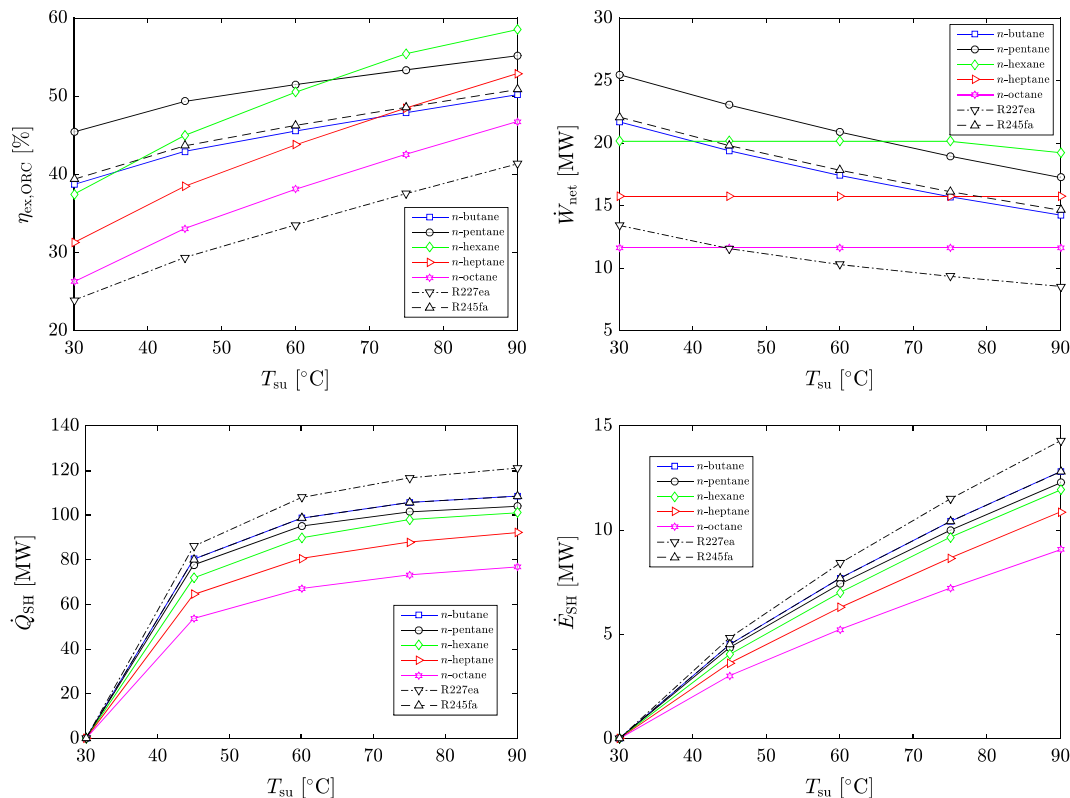 60
50
40
30
20
η_ex,ORC [%]
30 40 50 60 70 80 90
T_su [°C]
n-butane
n-pentane
n-hexane
n-heptane
n-octane
R227ea
R245fa
30
25
20
15
10
5
Ẇ_net [MW]
30 40 50 60 70 80 90
T_su [°C]
n-butane
n-pentane
n-hexane
n-heptane
n-octane
R227ea
R245fa
140
120
100
80
60
40
20
0
Q̇_SH [MW]
30 40 50 60 70 80 90
T_su [°C]
n-butane
n-pentane
n-hexane
n-heptane
n-octane
R227ea
R245fa
15
10
5
0
Ė_SH [MW]
30 40 50 60 70 80 90
T_su [°C]
n-butane
n-pentane
n-hexane
n-heptane
n-octane
R227ea
R245fa